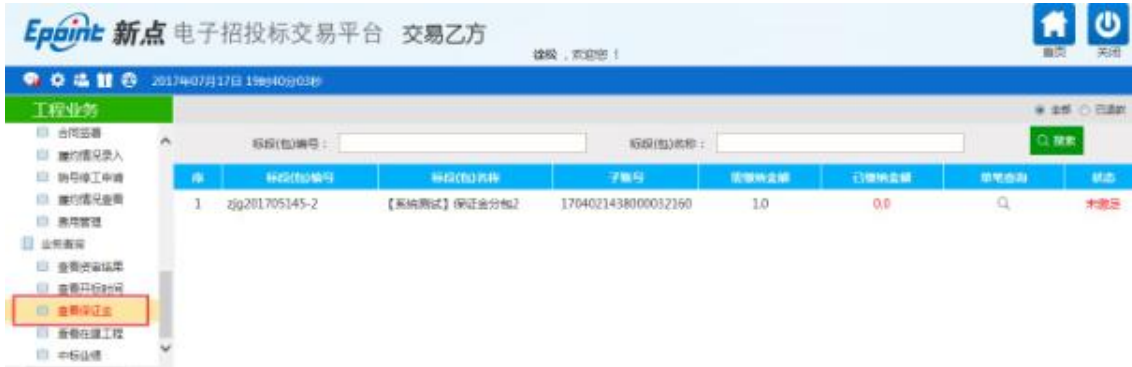 Epoint 新点 电子招投标交易平台 交易乙方
徐皎，欢迎您！
首页 关闭
2017年07月17日 19时40分03秒
工程业务
全部 已退款
合同签署
履约情况录入
标段(包)编号： 标段(包)名称： 搜索
购号停工申请
序 标段(包)编号 标段(包)名称 子账号 需缴纳金额 已缴纳金额 单笔查询 状态
履约情况查看
1 zjg201705145-2 【系统测试】保证金分包2 1704021438000032160 1.0 0.0 未缴足
费用管理
业务查询
查看资审结果
查看开标时间
查看保证金
查看在建工程
中标业绩